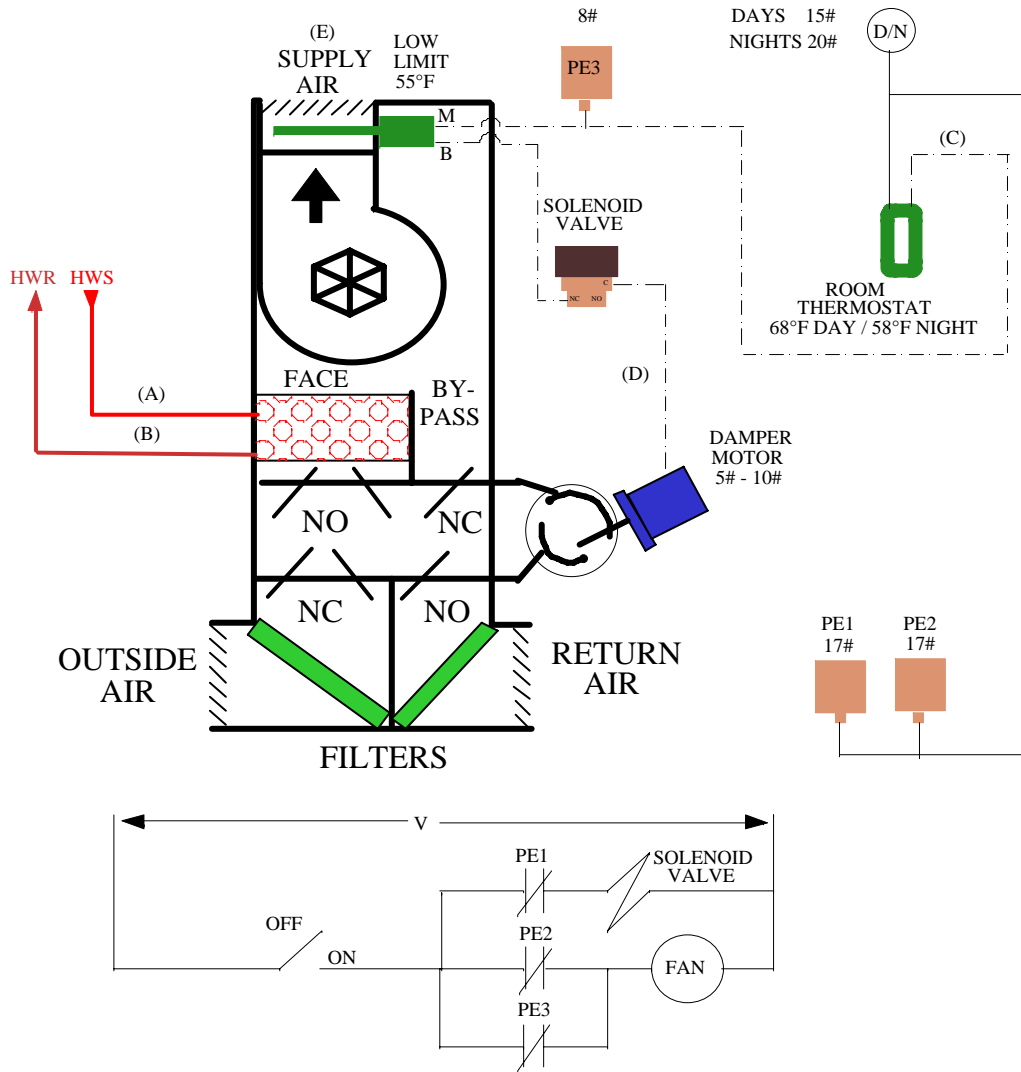 8#
DAYS 15#
NIGHTS 20#
D/N
(E)
SUPPLY
AIR
LOW
LIMIT
55°F
PE3
M
B
(C)
SOLENOID
VALVE
C
NC NO
HWR HWS
ROOM
THERMOSTAT
68°F DAY / 58°F NIGHT
(A)
(B)
FACE
BY-
PASS
(D)
DAMPER
MOTOR
5# - 10#
NO
NC
NC
NO
OUTSIDE
AIR
RETURN
AIR
FILTERS
PE1
17#
PE2
17#
V
PE1
SOLENOID
VALVE
OFF
ON
PE2
FAN
PE3